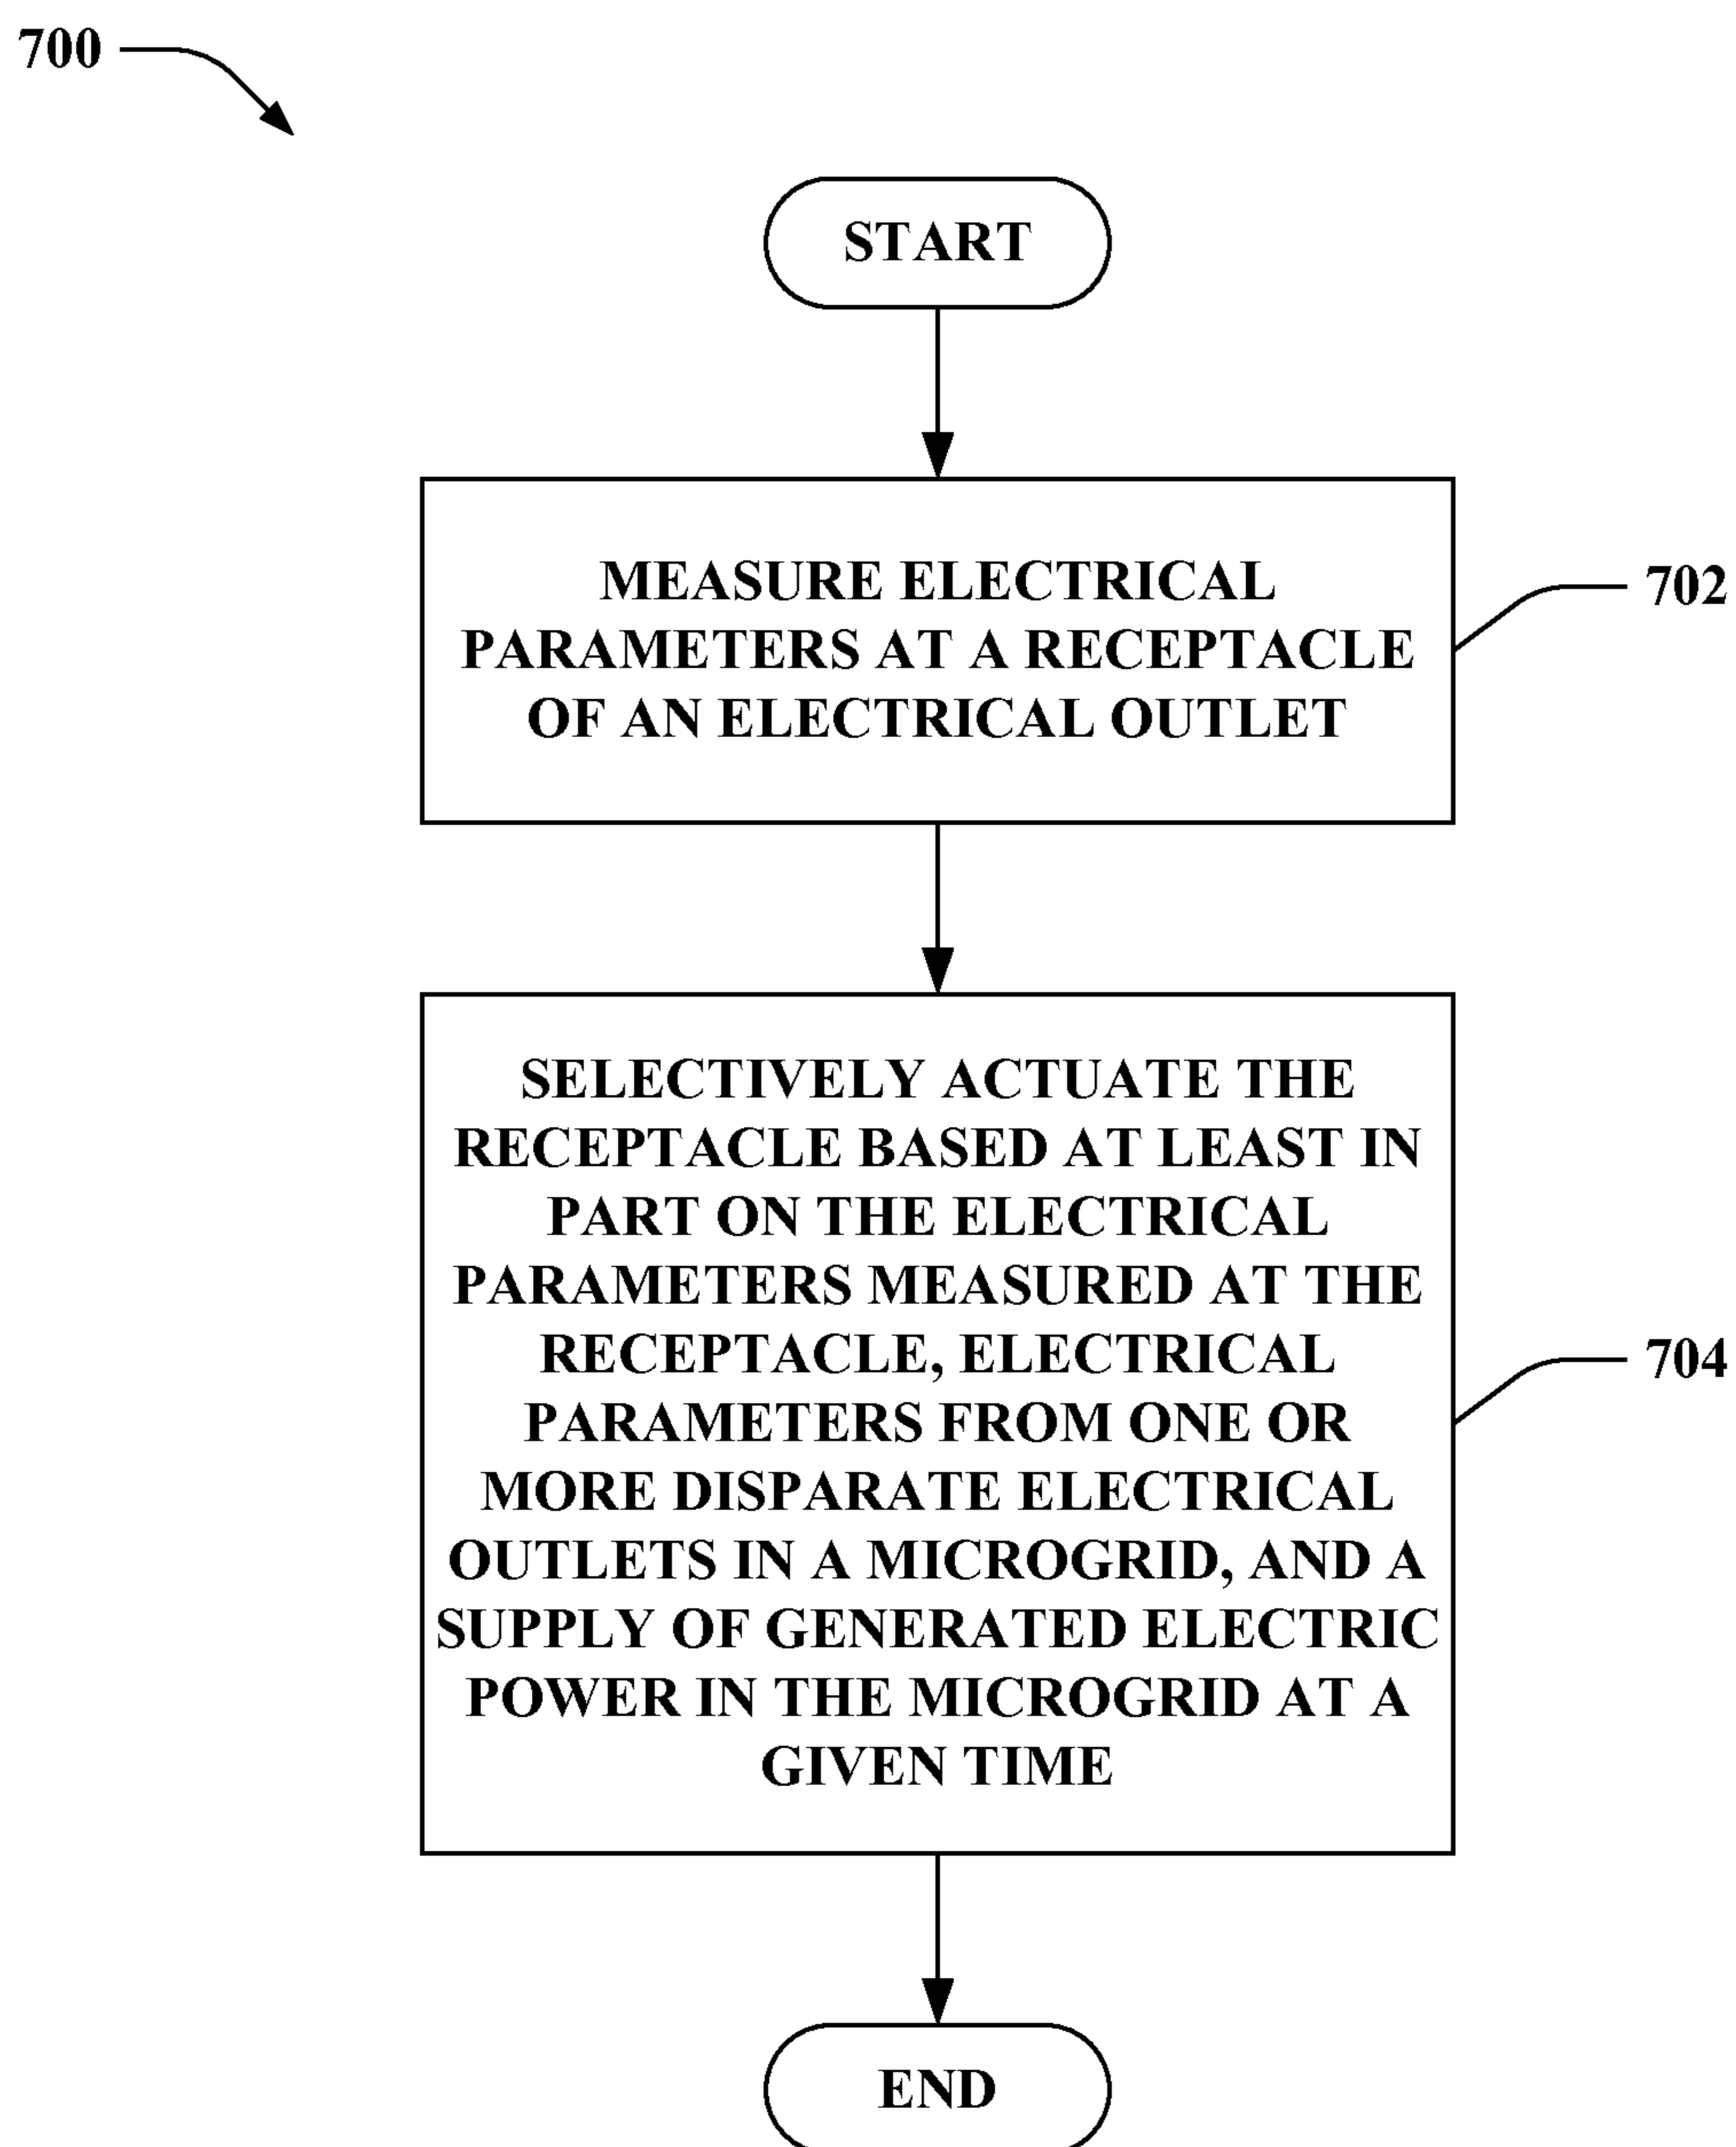 700
START
MEASURE ELECTRICAL
PARAMETERS AT A RECEPTACLE
OF AN ELECTRICAL OUTLET
702
SELECTIVELY ACTUATE THE
RECEPTACLE BASED AT LEAST IN
PART ON THE ELECTRICAL
PARAMETERS MEASURED AT THE
RECEPTACLE, ELECTRICAL
PARAMETERS FROM ONE OR
MORE DISPARATE ELECTRICAL
OUTLETS IN A MICROGRID, AND A
SUPPLY OF GENERATED ELECTRIC
POWER IN THE MICROGRID AT A
GIVEN TIME
704
END